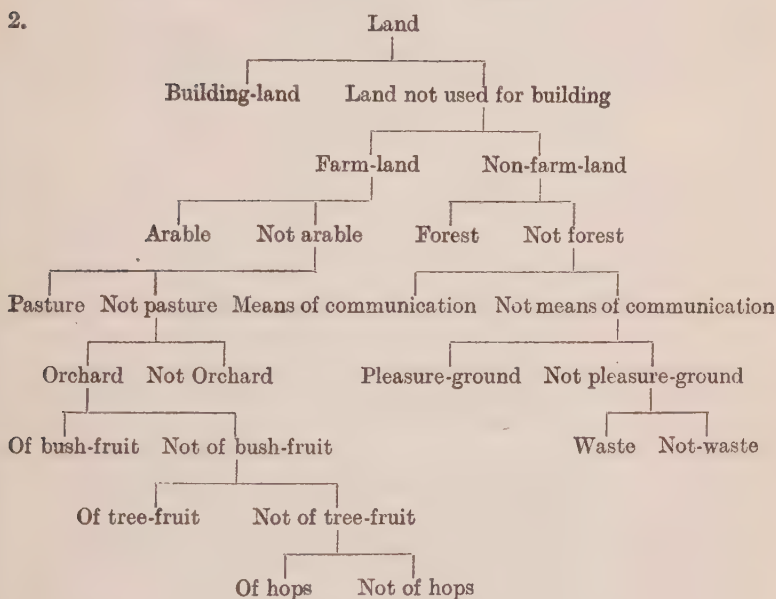 2.
Land
Building-land Land not used for building
Farm-land Non-farm-land
Arable Not arable Forest Not forest
Pasture Not pasture Means of communication Not means of communication
Orchard Not Orchard Pleasure-ground Not pleasure-ground
Of bush-fruit Not of bush-fruit Waste Not-waste
Of tree-fruit Not of tree-fruit
Of hops Not of hops